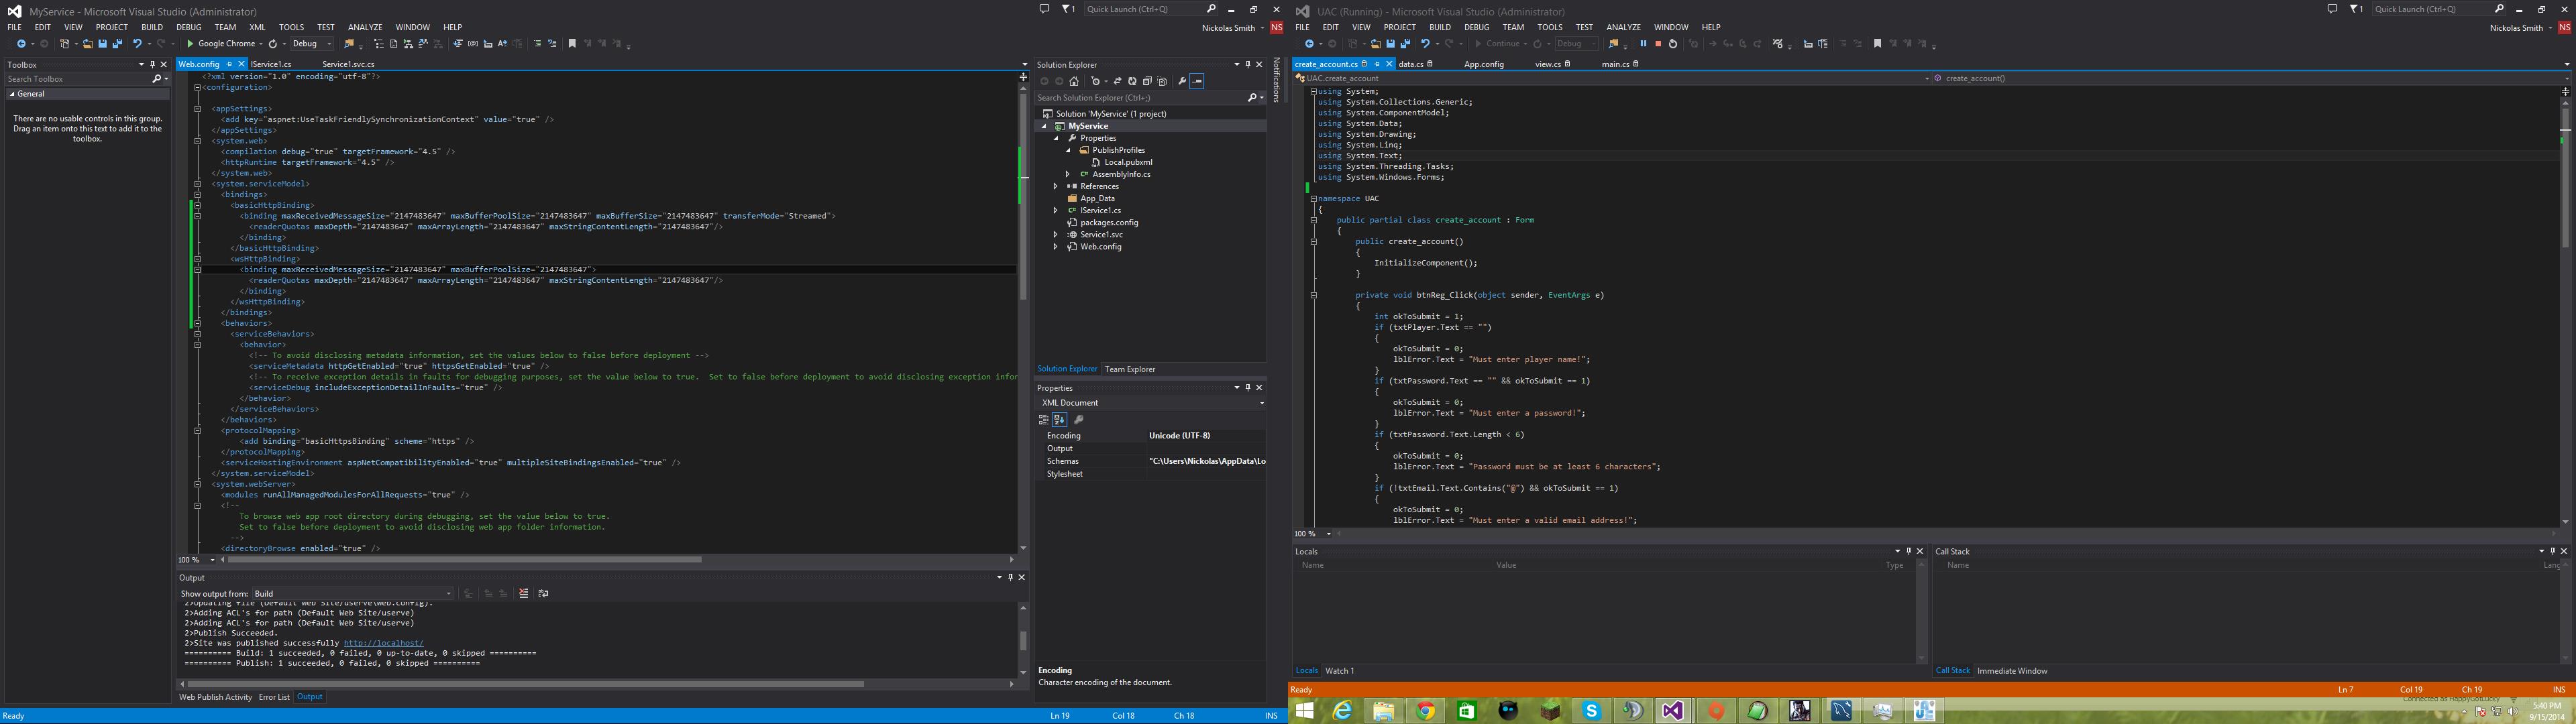 MyService - Microsoft Visual Studio (Administrator)
1
Quick Launch (Ctrl+Q)
FILE EDIT VIEW PROJECT BUILD DEBUG TEAM XML TOOLS TEST ANALYZE WINDOW HELP
Nickolas Smith NS
Google Chrome Debug
Toolbox
Search Toolbox
General
There are no usable controls in this group.
Drag an item onto this text to add it to the
toolbox.
Web.config IService1.cs Service1.svc.cs
<?xml version="1.0" encoding="utf-8"?>
<configuration>
<appSettings>
<add key="aspnet:UseTaskFriendlySynchronizationContext" value="true" />
</appSettings>
<system.web>
<compilation debug="true" targetFramework="4.5" />
<httpRuntime targetFramework="4.5" />
</system.web>
<system.serviceModel>
<bindings>
<basicHttpBinding>
<binding maxReceivedMessageSize="2147483647" maxBufferPoolSize="2147483647" maxBufferSize="2147483647" transferMode="Streamed">
<readerQuotas maxDepth="2147483647" maxArrayLength="2147483647" maxStringContentLength="2147483647"/>
</binding>
</basicHttpBinding>
<wsHttpBinding>
<binding maxReceivedMessageSize="2147483647" maxBufferPoolSize="2147483647">
<readerQuotas maxDepth="2147483647" maxArrayLength="2147483647" maxStringContentLength="2147483647"/>
</binding>
</wsHttpBinding>
</bindings>
<behaviors>
<serviceBehaviors>
<behavior>
<!-- To avoid disclosing metadata information, set the values below to false before deployment -->
<serviceMetadata httpGetEnabled="true" httpsGetEnabled="true" />
<!-- To receive exception details in faults for debugging purposes, set the value below to true.  Set to false before deployment to avoid disclosing exception infor
<serviceDebug includeExceptionDetailInFaults="true" />
</behavior>
</serviceBehaviors>
</behaviors>
<protocolMapping>
<add binding="basicHttpsBinding" scheme="https" />
</protocolMapping>
<serviceHostingEnvironment aspNetCompatibilityEnabled="true" multipleSiteBindingsEnabled="true" />
</system.serviceModel>
<system.webServer>
<modules runAllManagedModulesForAllRequests="true" />
<!--
To browse web app root directory during debugging, set the value below to true.
Set to false before deployment to avoid disclosing web app folder information.
-->
<directoryBrowse enabled="true" />
100 %
Output
Show output from: Build
2>Updating file (Default Web Site/userve\Web.config).
2>Adding ACL's for path (Default Web Site/userve)
2>Adding ACL's for path (Default Web Site/userve)
2>Publish Succeeded.
2>Site was published successfully http://localhost/
========== Build: 1 succeeded, 0 failed, 0 up-to-date, 0 skipped ==========
========== Publish: 1 succeeded, 0 failed, 0 skipped ==========
Web Publish Activity Error List Output
Ready Ln 19 Col 18 Ch 18 INS
Solution Explorer
Search Solution Explorer (Ctrl+;)
Solution 'MyService' (1 project)
MyService
Properties
PublishProfiles
Local.pubxml
AssemblyInfo.cs
References
App_Data
IService1.cs
packages.config
Service1.svc
Web.config
Solution Explorer Team Explorer
Properties
XML Document
Encoding Unicode (UTF-8)
Output
Schemas "C:\Users\Nickolas\AppData\Lo
Stylesheet
Encoding
Character encoding of the document.
Notifications
UAC (Running) - Microsoft Visual Studio (Administrator)
1
Quick Launch (Ctrl+Q)
FILE EDIT VIEW PROJECT BUILD DEBUG TEAM TOOLS TEST ANALYZE WINDOW HELP
Nickolas Smith NS
Continue Debug
create_account.cs data.cs App.config view.cs main.cs
UAC.create_account create_account()
using System;
using System.Collections.Generic;
using System.ComponentModel;
using System.Data;
using System.Drawing;
using System.Linq;
using System.Text;
using System.Threading.Tasks;
using System.Windows.Forms;
namespace UAC
{
public partial class create_account : Form
{
public create_account()
{
InitializeComponent();
}
private void btnReg_Click(object sender, EventArgs e)
{
int okToSubmit = 1;
if (txtPlayer.Text == "")
{
okToSubmit = 0;
lblError.Text = "Must enter player name!";
}
if (txtPassword.Text == "" && okToSubmit == 1)
{
okToSubmit = 0;
lblError.Text = "Must enter a password!";
}
if (txtPassword.Text.Length < 6)
{
okToSubmit = 0;
lblError.Text = "Password must be at least 6 characters";
}
if (!txtEmail.Text.Contains("@") && okToSubmit == 1)
{
okToSubmit = 0;
lblError.Text = "Must enter a valid email address!";
100 %
Locals
Name Value Type
Locals Watch 1
Call Stack
Name Lang
Call Stack Immediate Window
Ready Ln 7 Col 19 Ch 19 INS
5:40 PM
9/15/2014